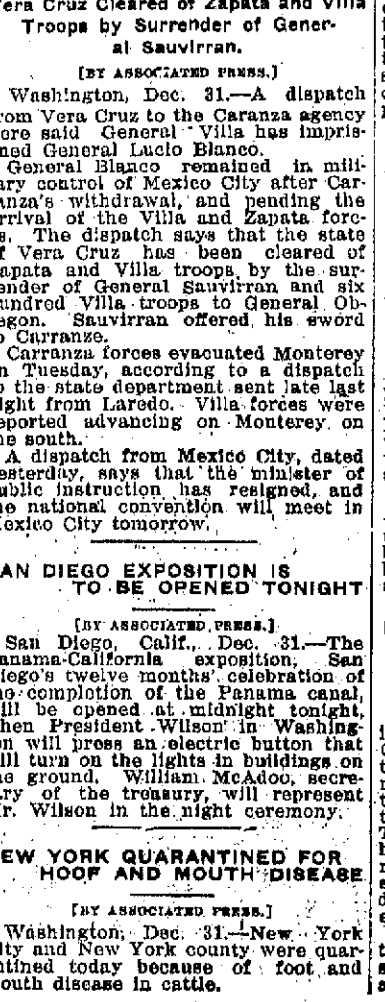 Vera Cruz Cleared of Zapata and Villa
Troops by Surrender of Gener-
al Sauvirran.
[BY ASSOCIATED PRESS.]
Washington, Dec. 31.—A dispatch
from Vera Cruz to the Caranza agency
here said General Villa has impris-
oned General Lucio Blanco.
General Blanco remained in mili-
tary control of Mexico City after Car-
anza's withdrawal, and pending the
arrival of the Villa and Zapata forc-
es. The dispatch says that the state
of Vera Cruz has been cleared of
Zapata and Villa troops by the sur-
render of General Sauvirran and six
hundred Villa troops to General Ob-
egon. Sauvirran offered his sword
to Carranze.
Carranza forces evacuated Monterey
on Tuesday, according to a dispatch
to the state department sent late last
night from Laredo. Villa forces were
reported advancing on Monterey on
the south.
A dispatch from Mexico City, dated
yesterday, says that the minister of
public instruction has resigned, and
the national convention will meet in
Mexico City tomorrow.
SAN DIEGO EXPOSITION IS
TO BE OPENED TONIGHT
[BY ASSOCIATED PRESS.]
San Diego, Calif., Dec. 31.—The
Panama-California exposition, San
Diego's twelve months' celebration of
the completion of the Panama canal,
will be opened at midnight tonight,
when President Wilson in Washing-
ton will press an electric button that
will turn on the lights in buildings on
the ground. William McAdoo, secre-
tary of the treasury, will represent
Mr. Wilson in the night ceremony.
NEW YORK QUARANTINED FOR
HOOF AND MOUTH DISEASE
[BY ASSOCIATED PRESS.]
Washington, Dec. 31.—New York
city and New York county were quar-
antined today because of foot and
mouth disease in cattle.